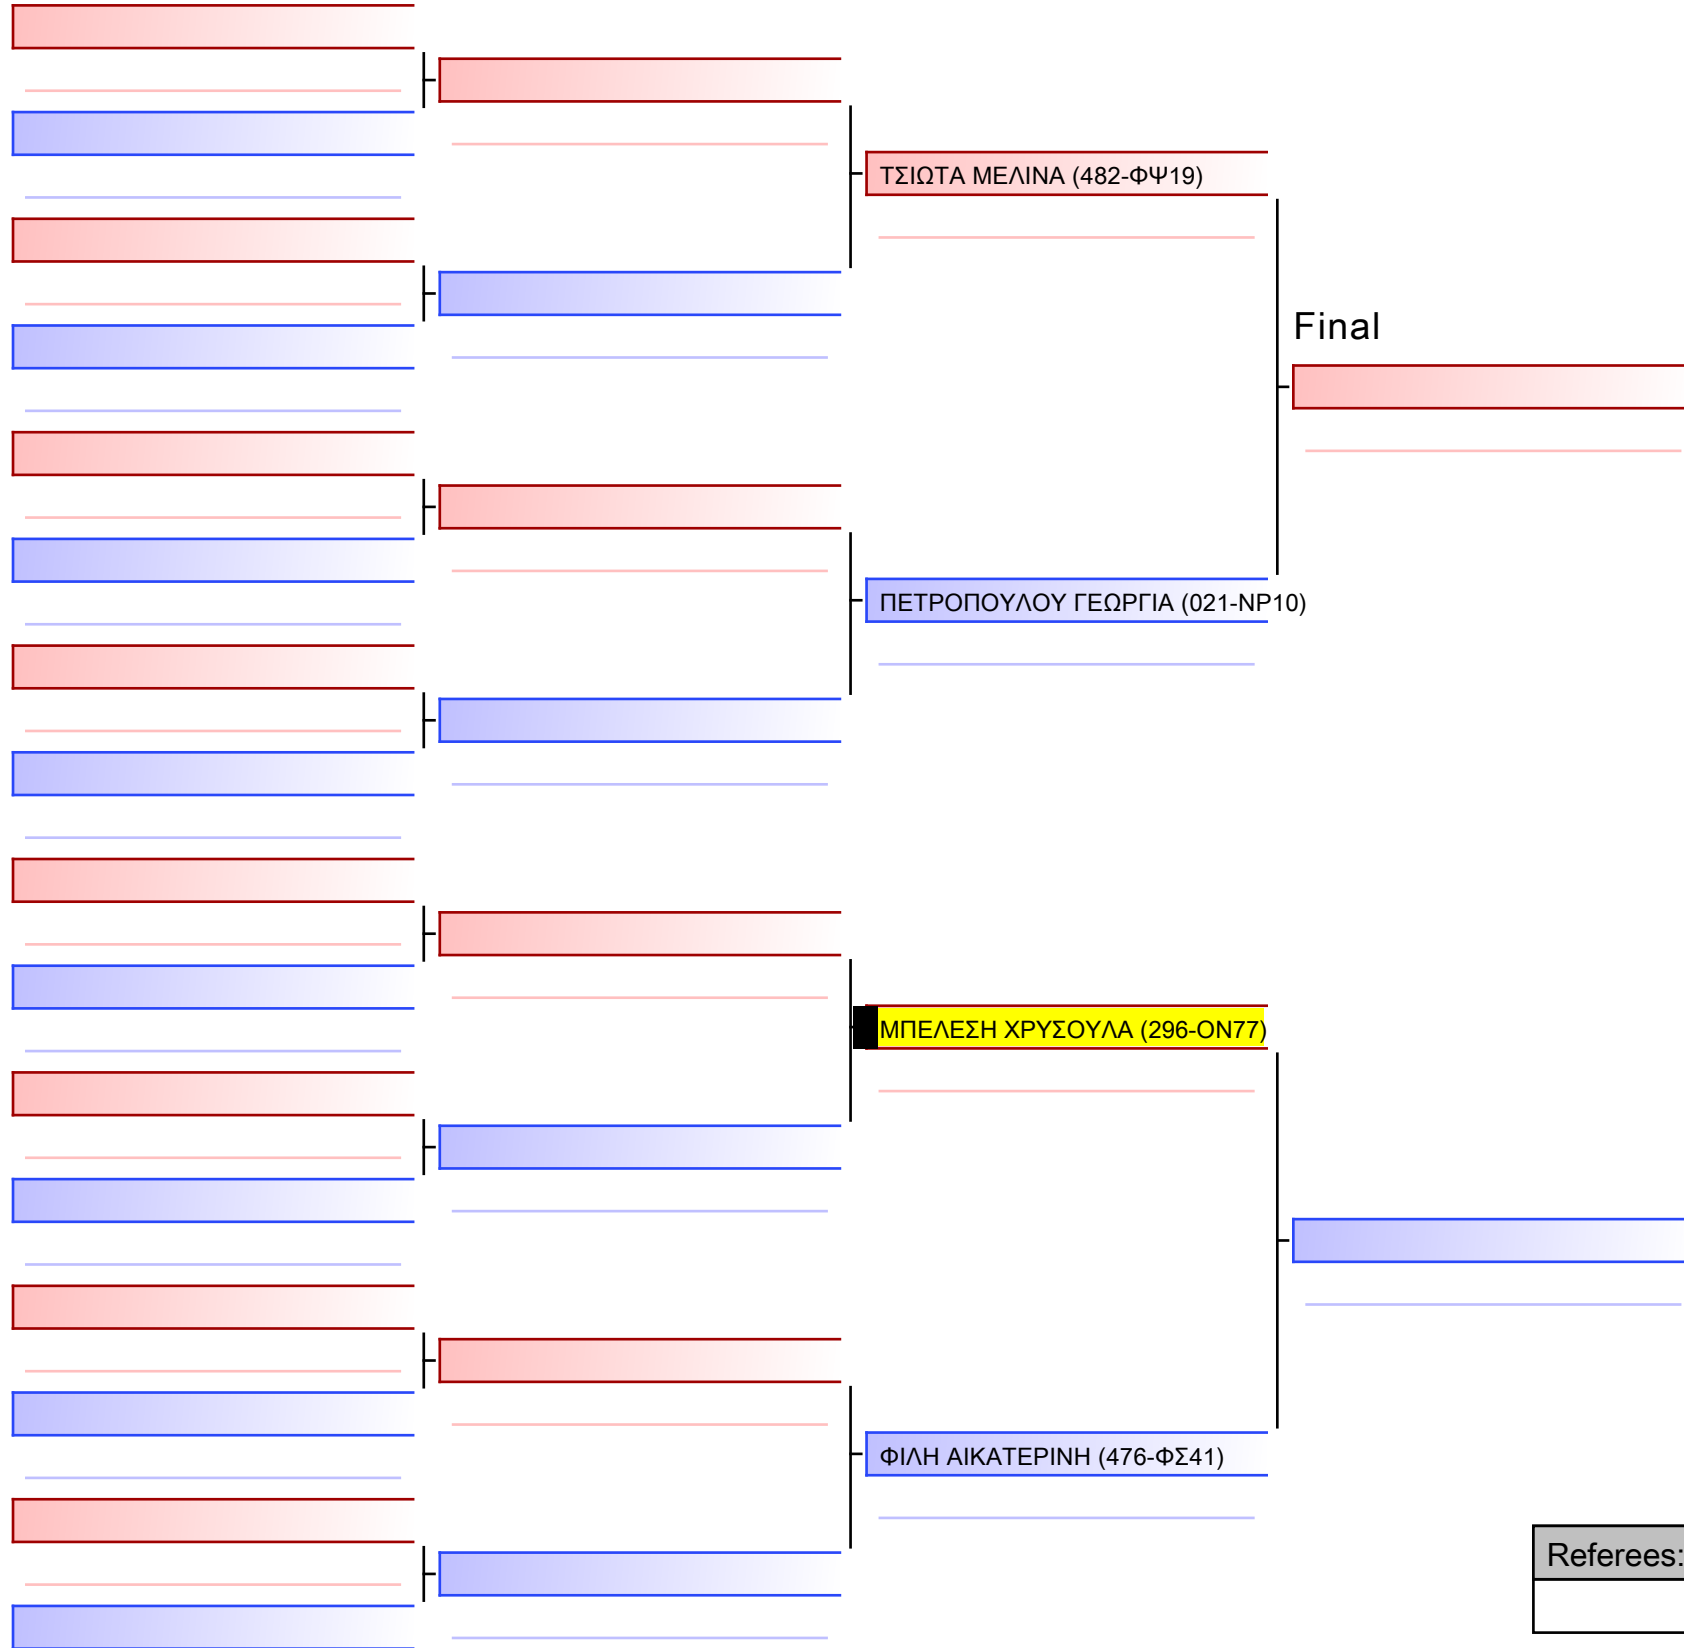 ΤΣΙΩΤΑ ΜΕΛΙΝΑ (482-ΦΨ19)
Final
ΠΕΤΡΟΠΟΥΛΟΥ ΓΕΩΡΓΙΑ (021-ΝΡ10)
ΜΠΕΛΕΣΗ ΧΡΥΣΟΥΛΑ (296-ΟΝ77)
ΦΙΛΗ ΑΙΚΑΤΕΡΙΝΗ (476-ΦΣ41)
Referees: